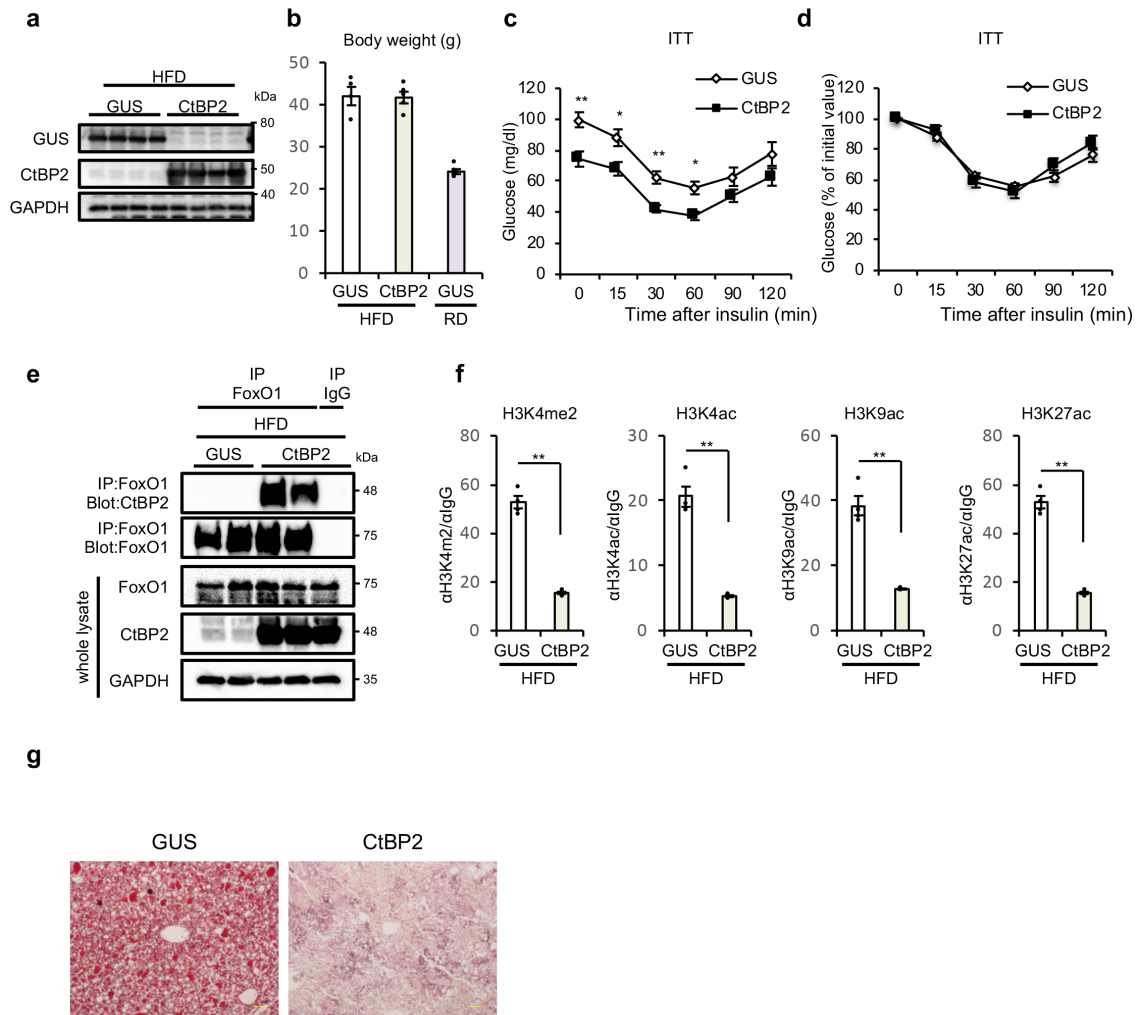 a
HFD
GUS CtBP2
kDa
GUS
80
CtBP2
50
40
GAPDH
b
Body weight (g)
50
40
30
20
10
0
GUS CtBP2 GUS
HFD RD
c
ITT
GUS
CtBP2
Glucose (mg/dl)
120
100
80
60
40
20
0
** * ** *
0 15 30 60 90 120
Time after insulin (min)
d
ITT
GUS
CtBP2
Glucose (% of initial value)
120
100
80
60
40
20
0
0 15 30 60 90 120
Time after insulin (min)
e
IP IP
FoxO1 IgG
HFD
GUS CtBP2
kDa
IP:FoxO1
Blot:CtBP2
48
IP:FoxO1
Blot:FoxO1
75
whole lysate
FoxO1
75
CtBP2
48
GAPDH
35
f
H3K4me2
αH3K4m2/αIgG
80
60
40
20
0
**
GUS CtBP2
HFD
H3K4ac
αH3K4ac/αIgG
30
20
10
0
**
GUS CtBP2
HFD
H3K9ac
αH3K9ac/αIgG
60
40
20
0
**
GUS CtBP2
HFD
H3K27ac
αH3K27ac/αIgG
80
60
40
20
0
**
GUS CtBP2
HFD
g
GUS
CtBP2